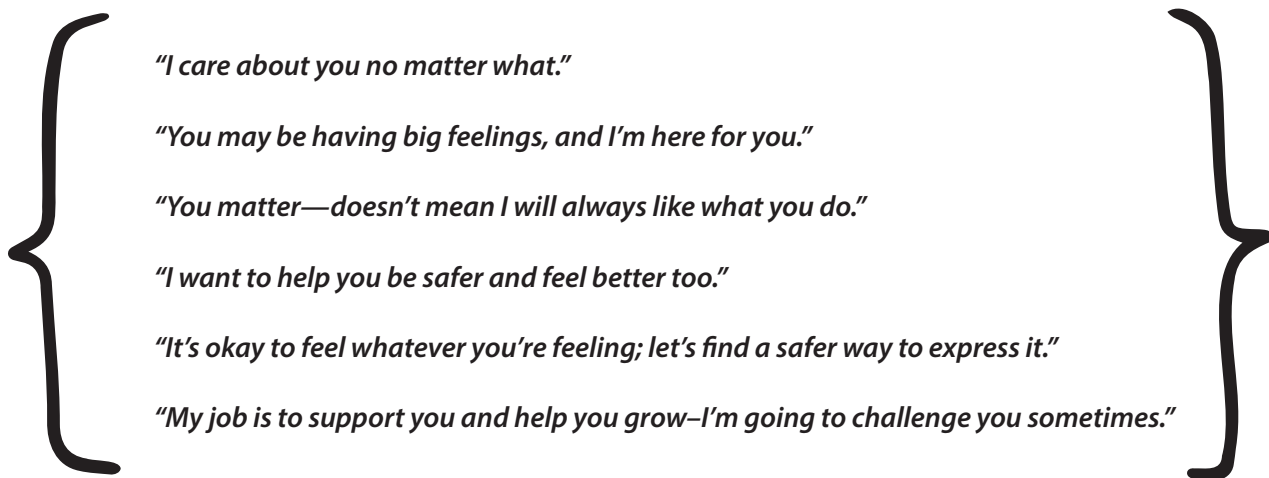 “I care about you no matter what.”
“You may be having big feelings, and I’m here for you.”
“You matter—doesn’t mean I will always like what you do.”
“I want to help you be safer and feel better too.”
“It’s okay to feel whatever you’re feeling; let’s find a safer way to express it.”
“My job is to support you and help you grow–I’m going to challenge you sometimes.”